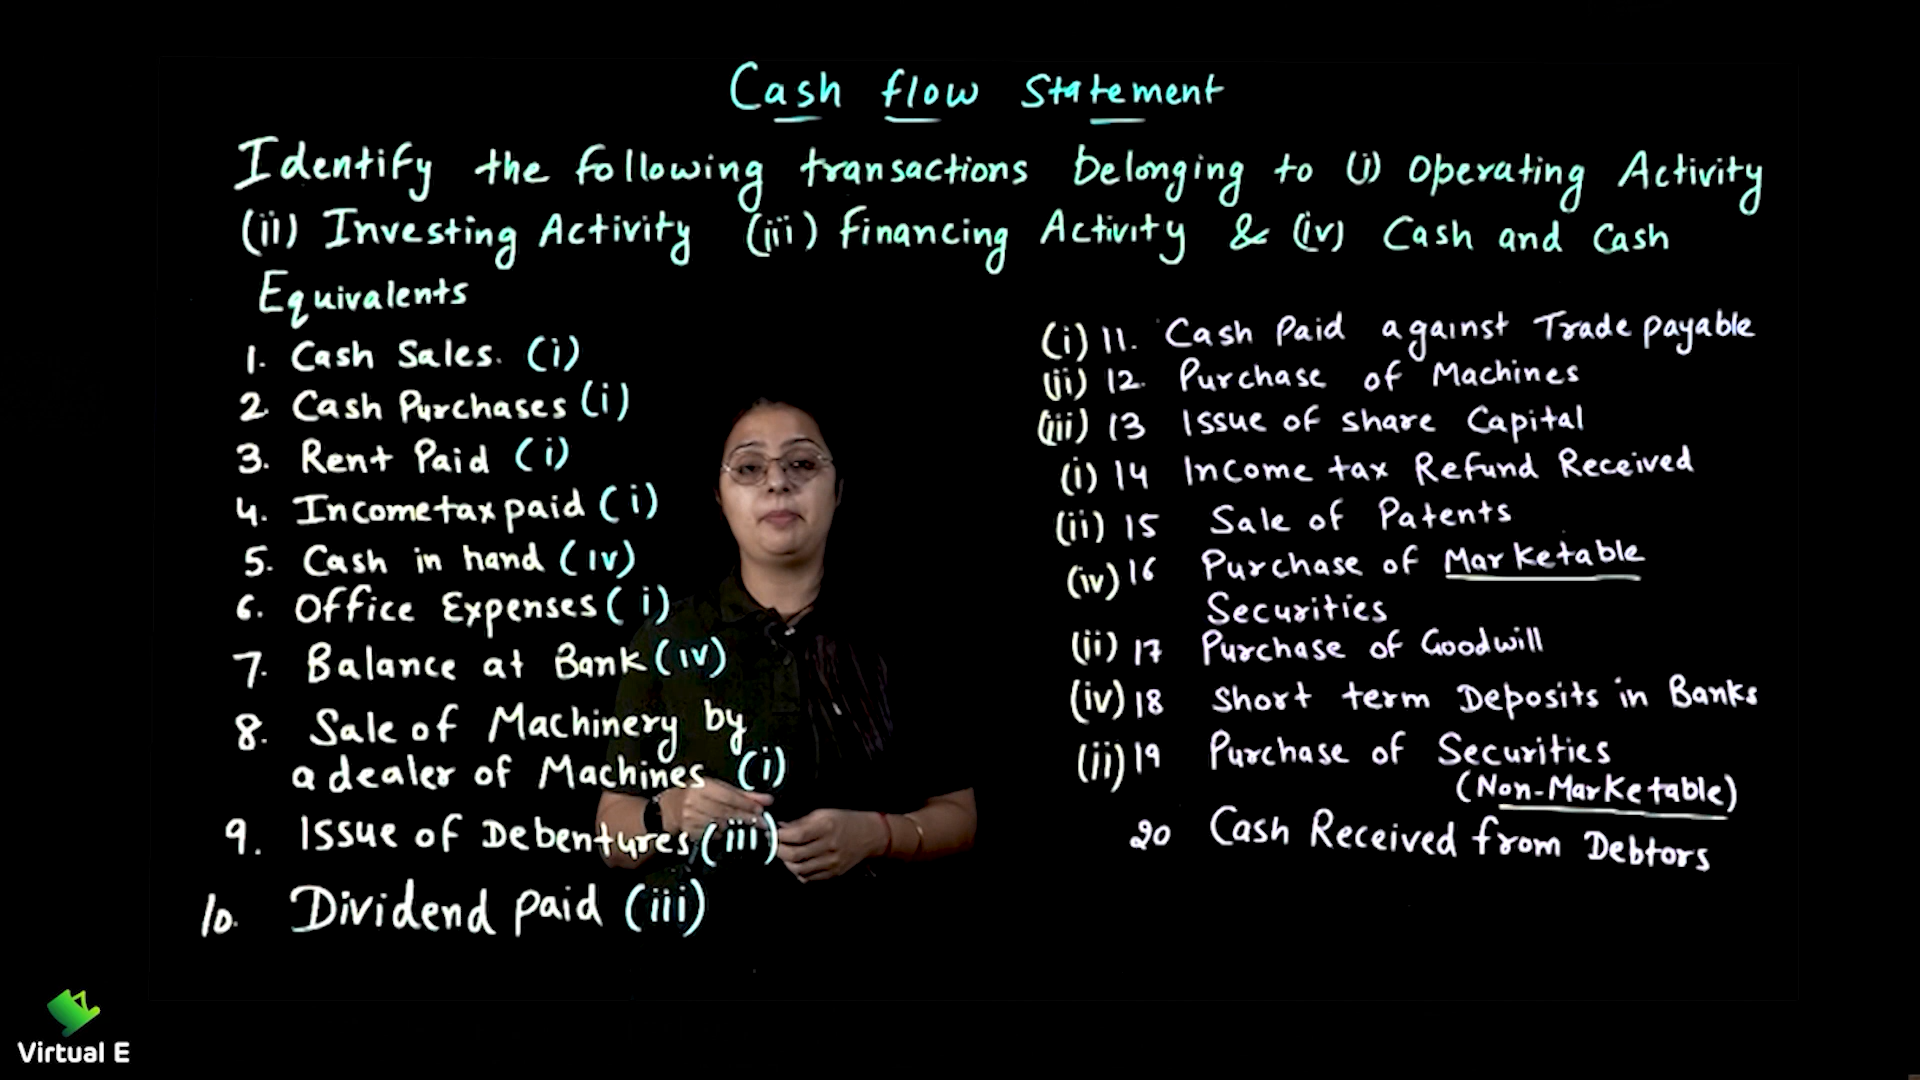 Cash flow Statement
Identify the following transactions belonging to (i) Operating Activity
(ii) Investing Activity (iii) Financing Activity & (iv) Cash and Cash
Equivalents
1. Cash Sales. (i)
2. Cash Purchases (i)
3. Rent Paid (i)
4. Incometax paid (i)
5. Cash in hand (iv)
6. Office Expenses (i)
7. Balance at Bank (iv)
8. Sale of Machinery by
a dealer of Machines (i)
9. Issue of Debentures (iii)
10. Dividend paid (iii)
(i) 11. Cash Paid against Trade payable
(ii) 12. Purchase of Machines
(iii) 13 Issue of share Capital
(i) 14 Income tax Refund Received
(ii) 15 Sale of Patents
(iv) 16 Purchase of Marketable
Securities
(ii) 17 Purchase of Goodwill
(iv) 18 Short term Deposits in Banks
(ii) 19 Purchase of Securities
(Non-Marketable)
20 Cash Received from Debtors
Virtual E